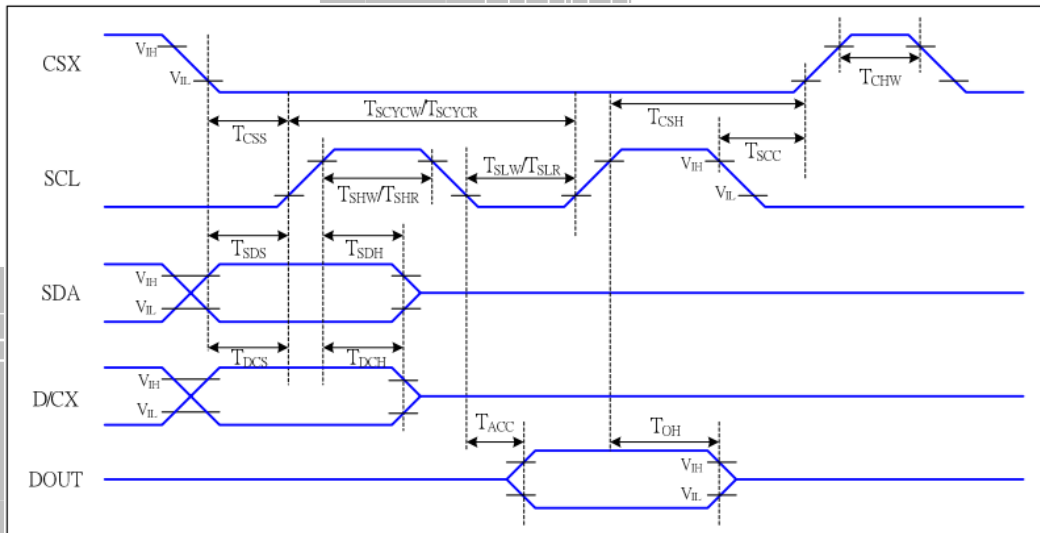 CSX
VIH
VIL
TCHW
TCSS
TSCYCW/TSCYCR
TCSH
SCL
TSHW/TSHR
TSLW/TSLR
VIH
VIL
TSCC
TSDS
TSDH
SDA
VIH
VIL
TDCS
TDCH
D/CX
VIH
VIL
TACC
TOH
DOUT
VIH
VIL